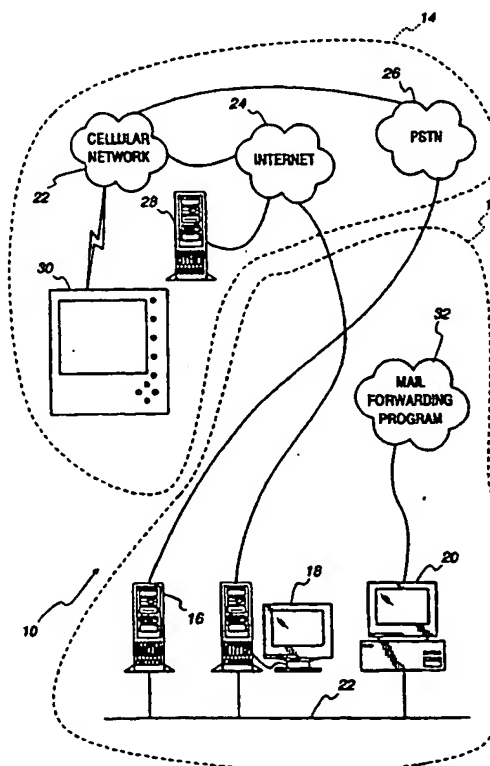 14
26
24
CELLULAR
NETWORK
INTERNET
PSTN
22
28
30
32
MAIL
FORWARDING
PROGRAM
18
20
16
10
22